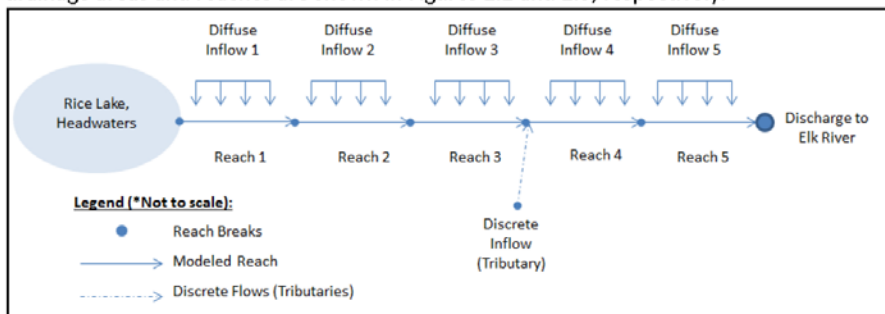 Diffuse Inflow 1
Diffuse Inflow 2
Diffuse Inflow 3
Diffuse Inflow 4
Diffuse Inflow 5
Rice Lake,
Headwaters
Discharge to
Elk River
Reach 1
Reach 2
Reach 3
Reach 4
Reach 5
Legend (*Not to scale):
Reach Breaks
Modeled Reach
Discrete Flows (Tributaries)
Discrete
Inflow
(Tributary)